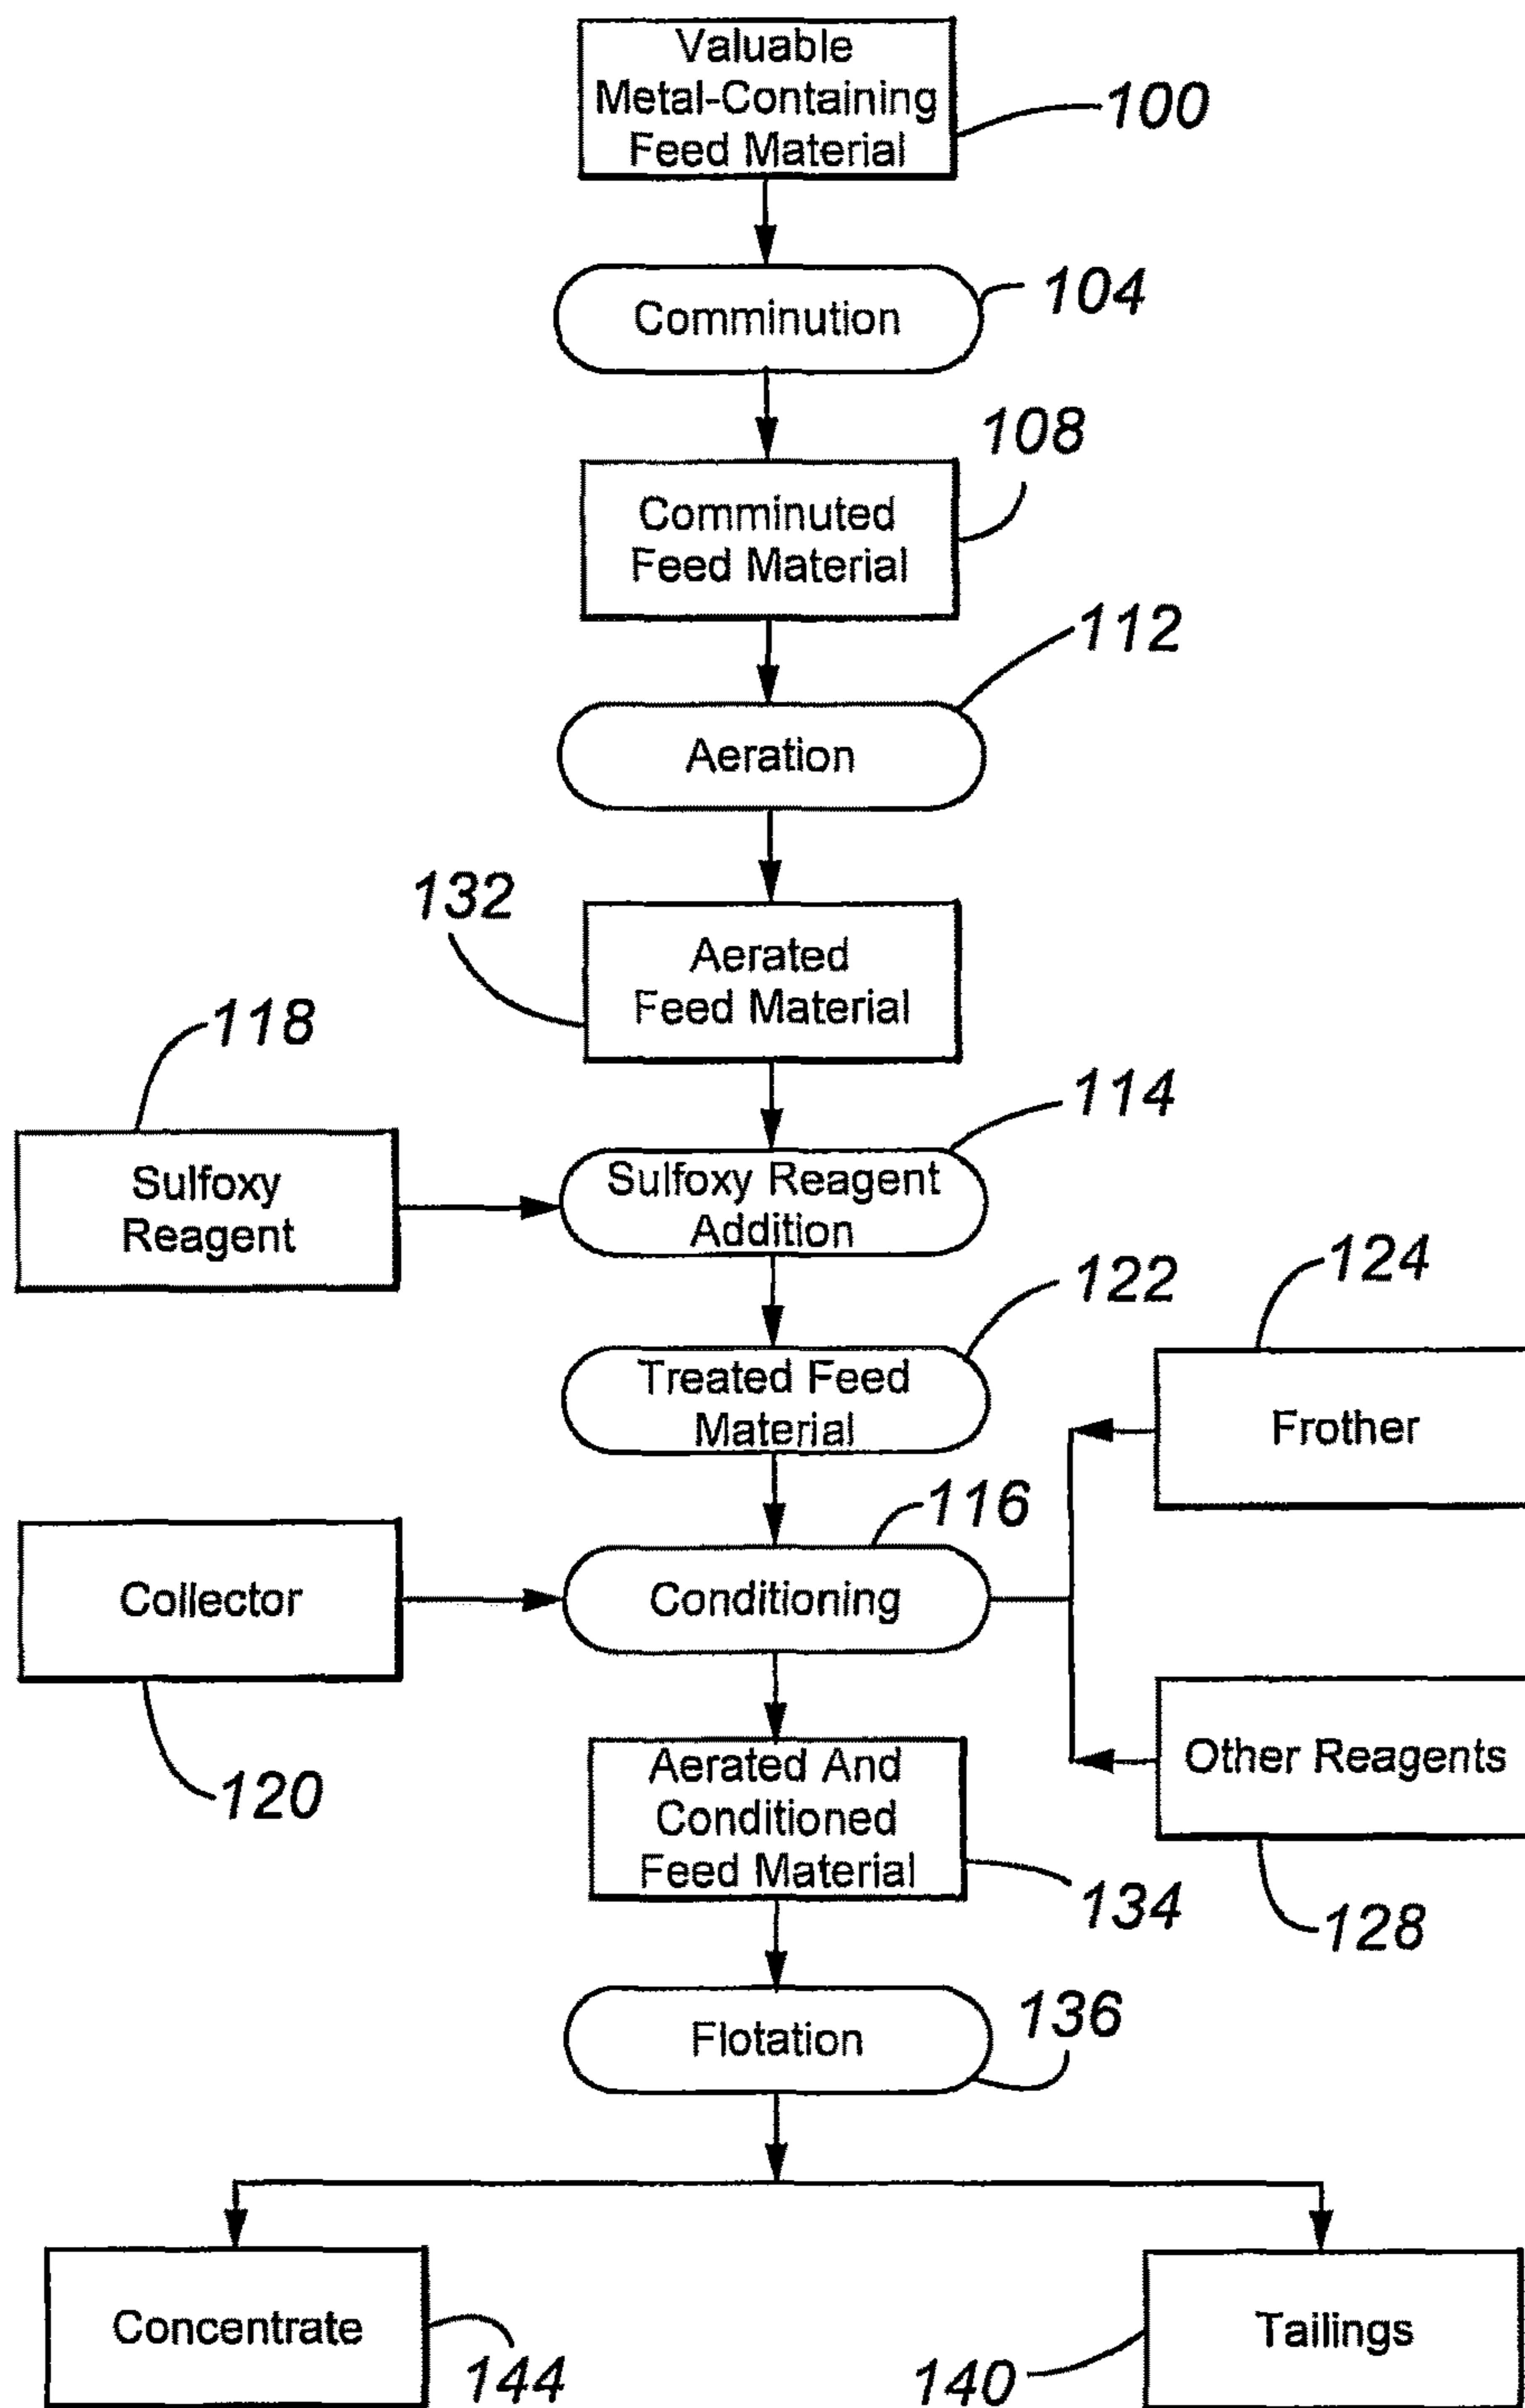 Valuable
Metal-Containing
Feed Material
100
Comminution
104
108
Comminuted
Feed Material
112
Aeration
132
Aerated
Feed Material
118
114
Sulfoxy
Reagent
Sulfoxy Reagent
Addition
122
124
Treated Feed
Material
Frother
116
Collector
Conditioning
120
Aerated And
Conditioned
Feed Material
Other Reagents
134
128
Flotation
136
Concentrate
144
Tailings
140